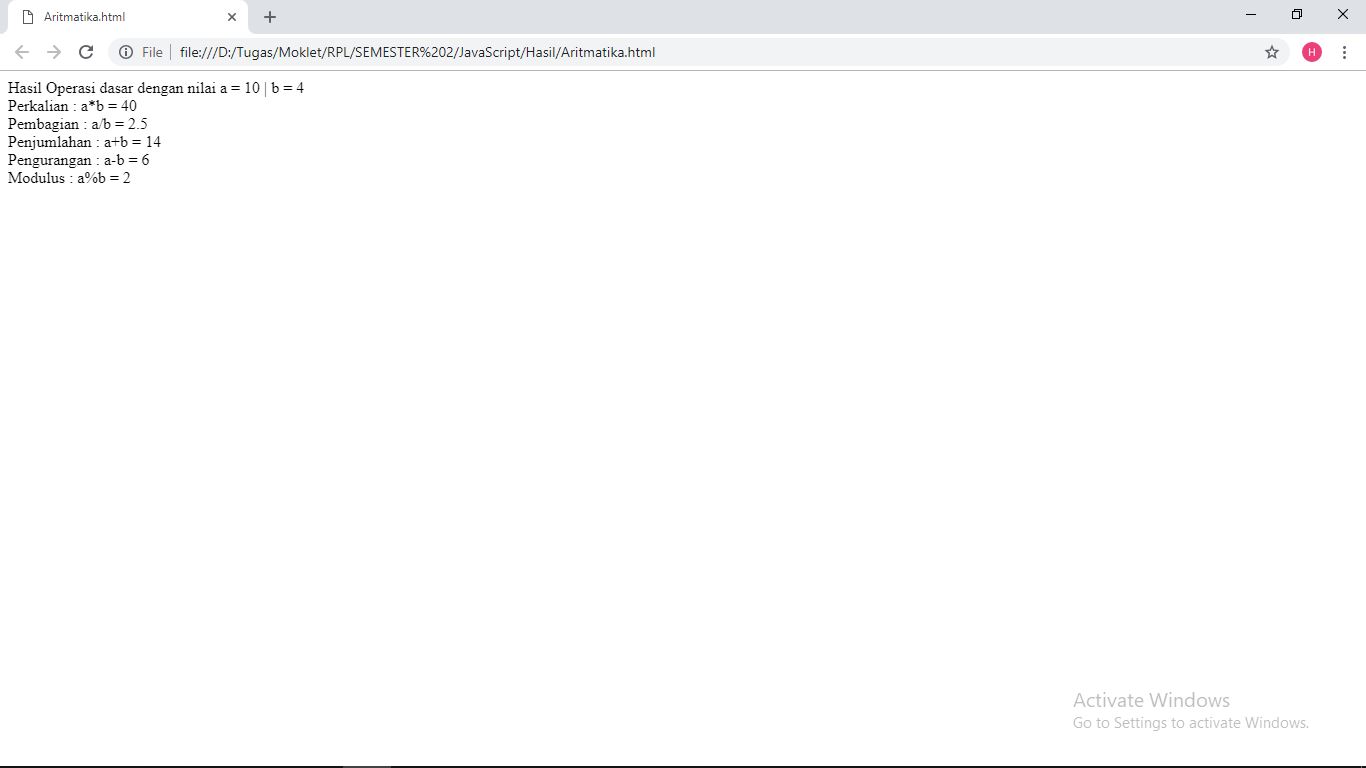 Aritmatika.html
File
file:///D:/Tugas/Moklet/RPL/SEMESTER%202/JavaScript/Hasil/Aritmatika.html
H
Hasil Operasi dasar dengan nilai a = 10 | b = 4
Perkalian : a*b = 40
Pembagian : a/b = 2.5
Penjumlahan : a+b = 14
Pengurangan : a-b = 6
Modulus : a%b = 2
Activate Windows
Go to Settings to activate Windows.